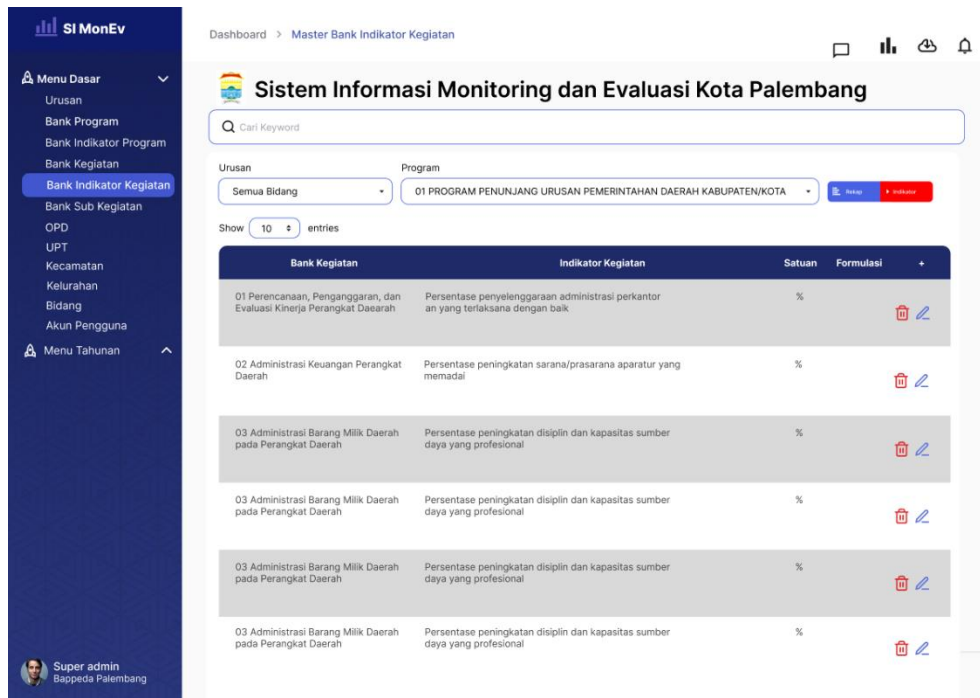 SI MonEv
Menu Dasar
Urusan
Bank Program
Bank Indikator Program
Bank Kegiatan
Bank Indikator Kegiatan
Bank Sub Kegiatan
OPD
UPT
Kecamatan
Kelurahan
Bidang
Akun Pengguna
Menu Tahunan
Super admin
Bappeda Palembang
Dashboard > Master Bank Indikator Kegiatan
Sistem Informasi Monitoring dan Evaluasi Kota Palembang
Cari Keyword
Urusan Program
Semua Bidang 01 PROGRAM PENUNJANG URUSAN PEMERINTAHAN DAERAH KABUPATEN/KOTA Rekap Indikator
Show 10 entries
Bank Kegiatan Indikator Kegiatan Satuan Formulasi +
01 Perencanaan, Penganggaran, dan Persentase penyelenggaraan administrasi perkantor %
Evaluasi Kinerja Perangkat Daearah an yang terlaksana dengan baik
02 Administrasi Keuangan Perangkat Persentase peningkatan sarana/prasarana aparatur yang %
Daerah memadai
03 Administrasi Barang Milik Daerah Persentase peningkatan disiplin dan kapasitas sumber %
pada Perangkat Daerah daya yang profesional
03 Administrasi Barang Milik Daerah Persentase peningkatan disiplin dan kapasitas sumber %
pada Perangkat Daerah daya yang profesional
03 Administrasi Barang Milik Daerah Persentase peningkatan disiplin dan kapasitas sumber %
pada Perangkat Daerah daya yang profesional
03 Administrasi Barang Milik Daerah Persentase peningkatan disiplin dan kapasitas sumber %
pada Perangkat Daerah daya yang profesional